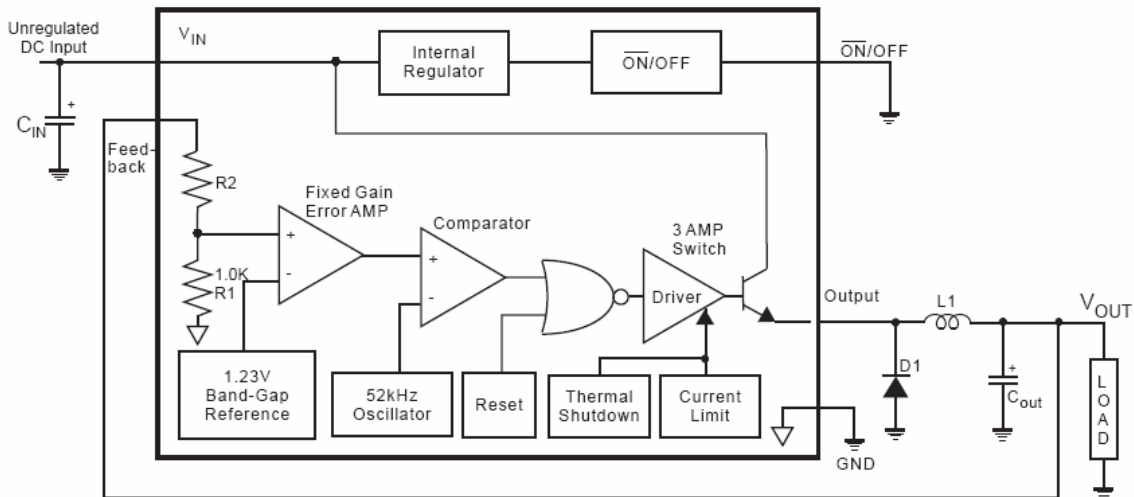 Unregulated
DC Input
V_IN
Internal
Regulator
ON/OFF
ON/OFF
+
C_IN
Feed-
back
R2
Fixed Gain
Error AMP
Comparator
3 AMP
Switch
+
-
+
-
1.0K
R1
Driver
Output
L1
V_OUT
1.23V
Band-Gap
Reference
52kHz
Oscillator
Reset
Thermal
Shutdown
Current
Limit
D1
+
C_out
LOAD
GND